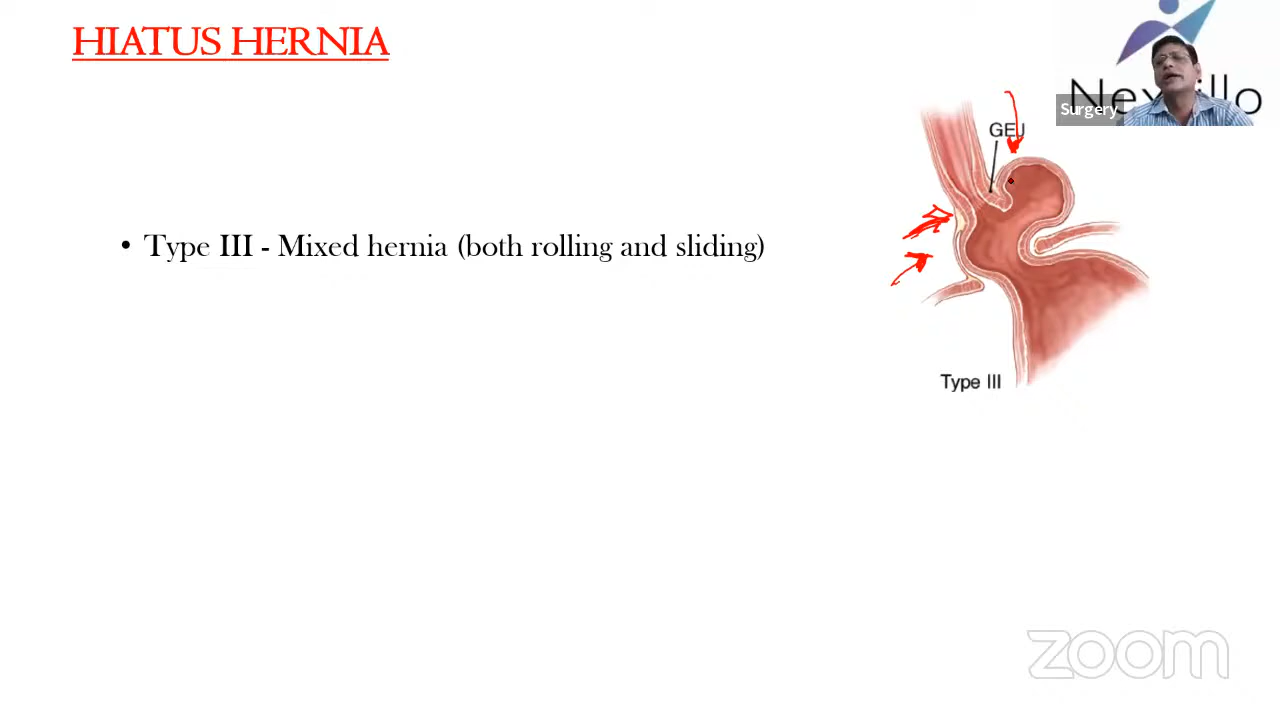 HIATUS HERNIA
Surgery
GEJ
• Type III - Mixed hernia (both rolling and sliding)
Type III
zoom